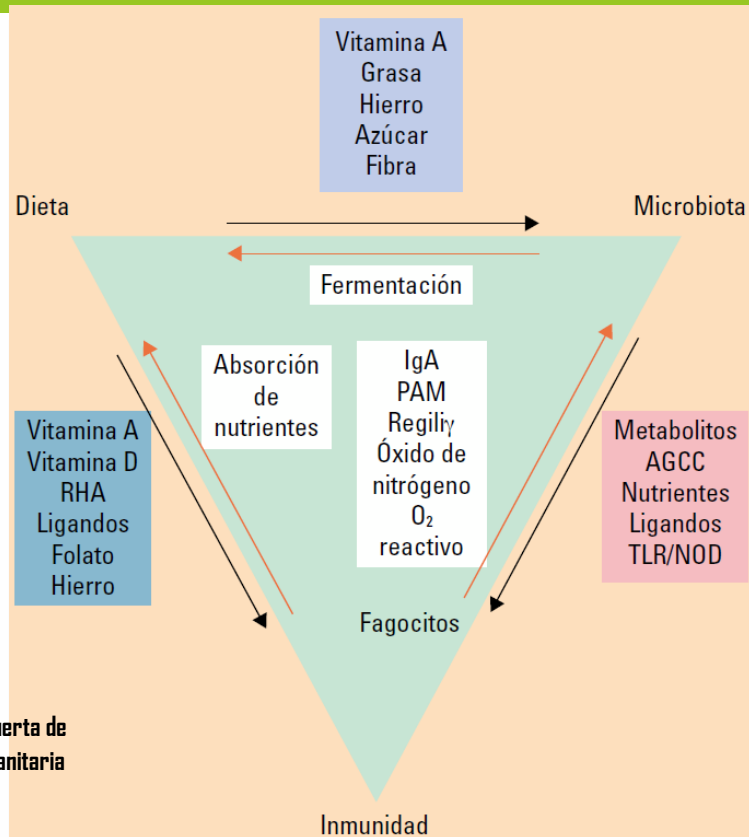 Vitamina A
Grasa
Hierro
Azúcar
Fibra
Dieta
Microbiota
Fermentación
Absorción
de
nutrientes
IgA
PAM
Regiliγ
Óxido de
nitrógeno
O₂
reactivo
Vitamina A
Vitamina D
RHA
Ligandos
Folato
Hierro
Metabolitos
AGCC
Nutrientes
Ligandos
TLR/NOD
Fagocitos
de
Inmunidad